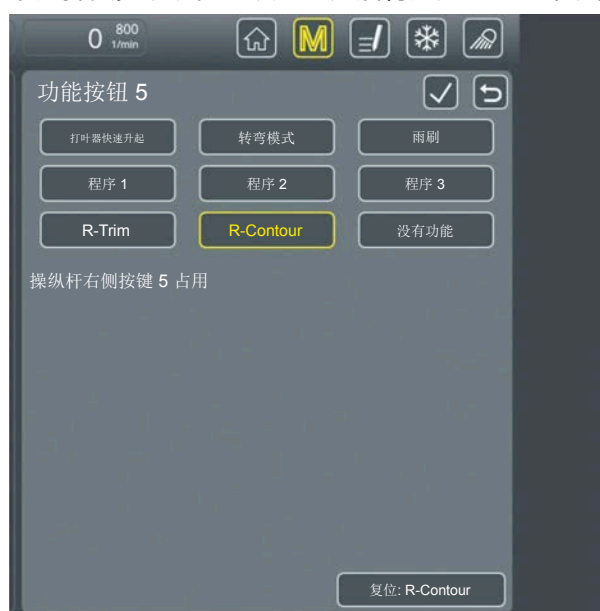 0 800
1/min
M
功能按钮 5
打叶器快速升起 转弯模式 雨刷
程序 1 程序 2 程序 3
R-Trim R-Contour 没有功能
操纵杆右侧按键 5 占用
复位: R-Contour